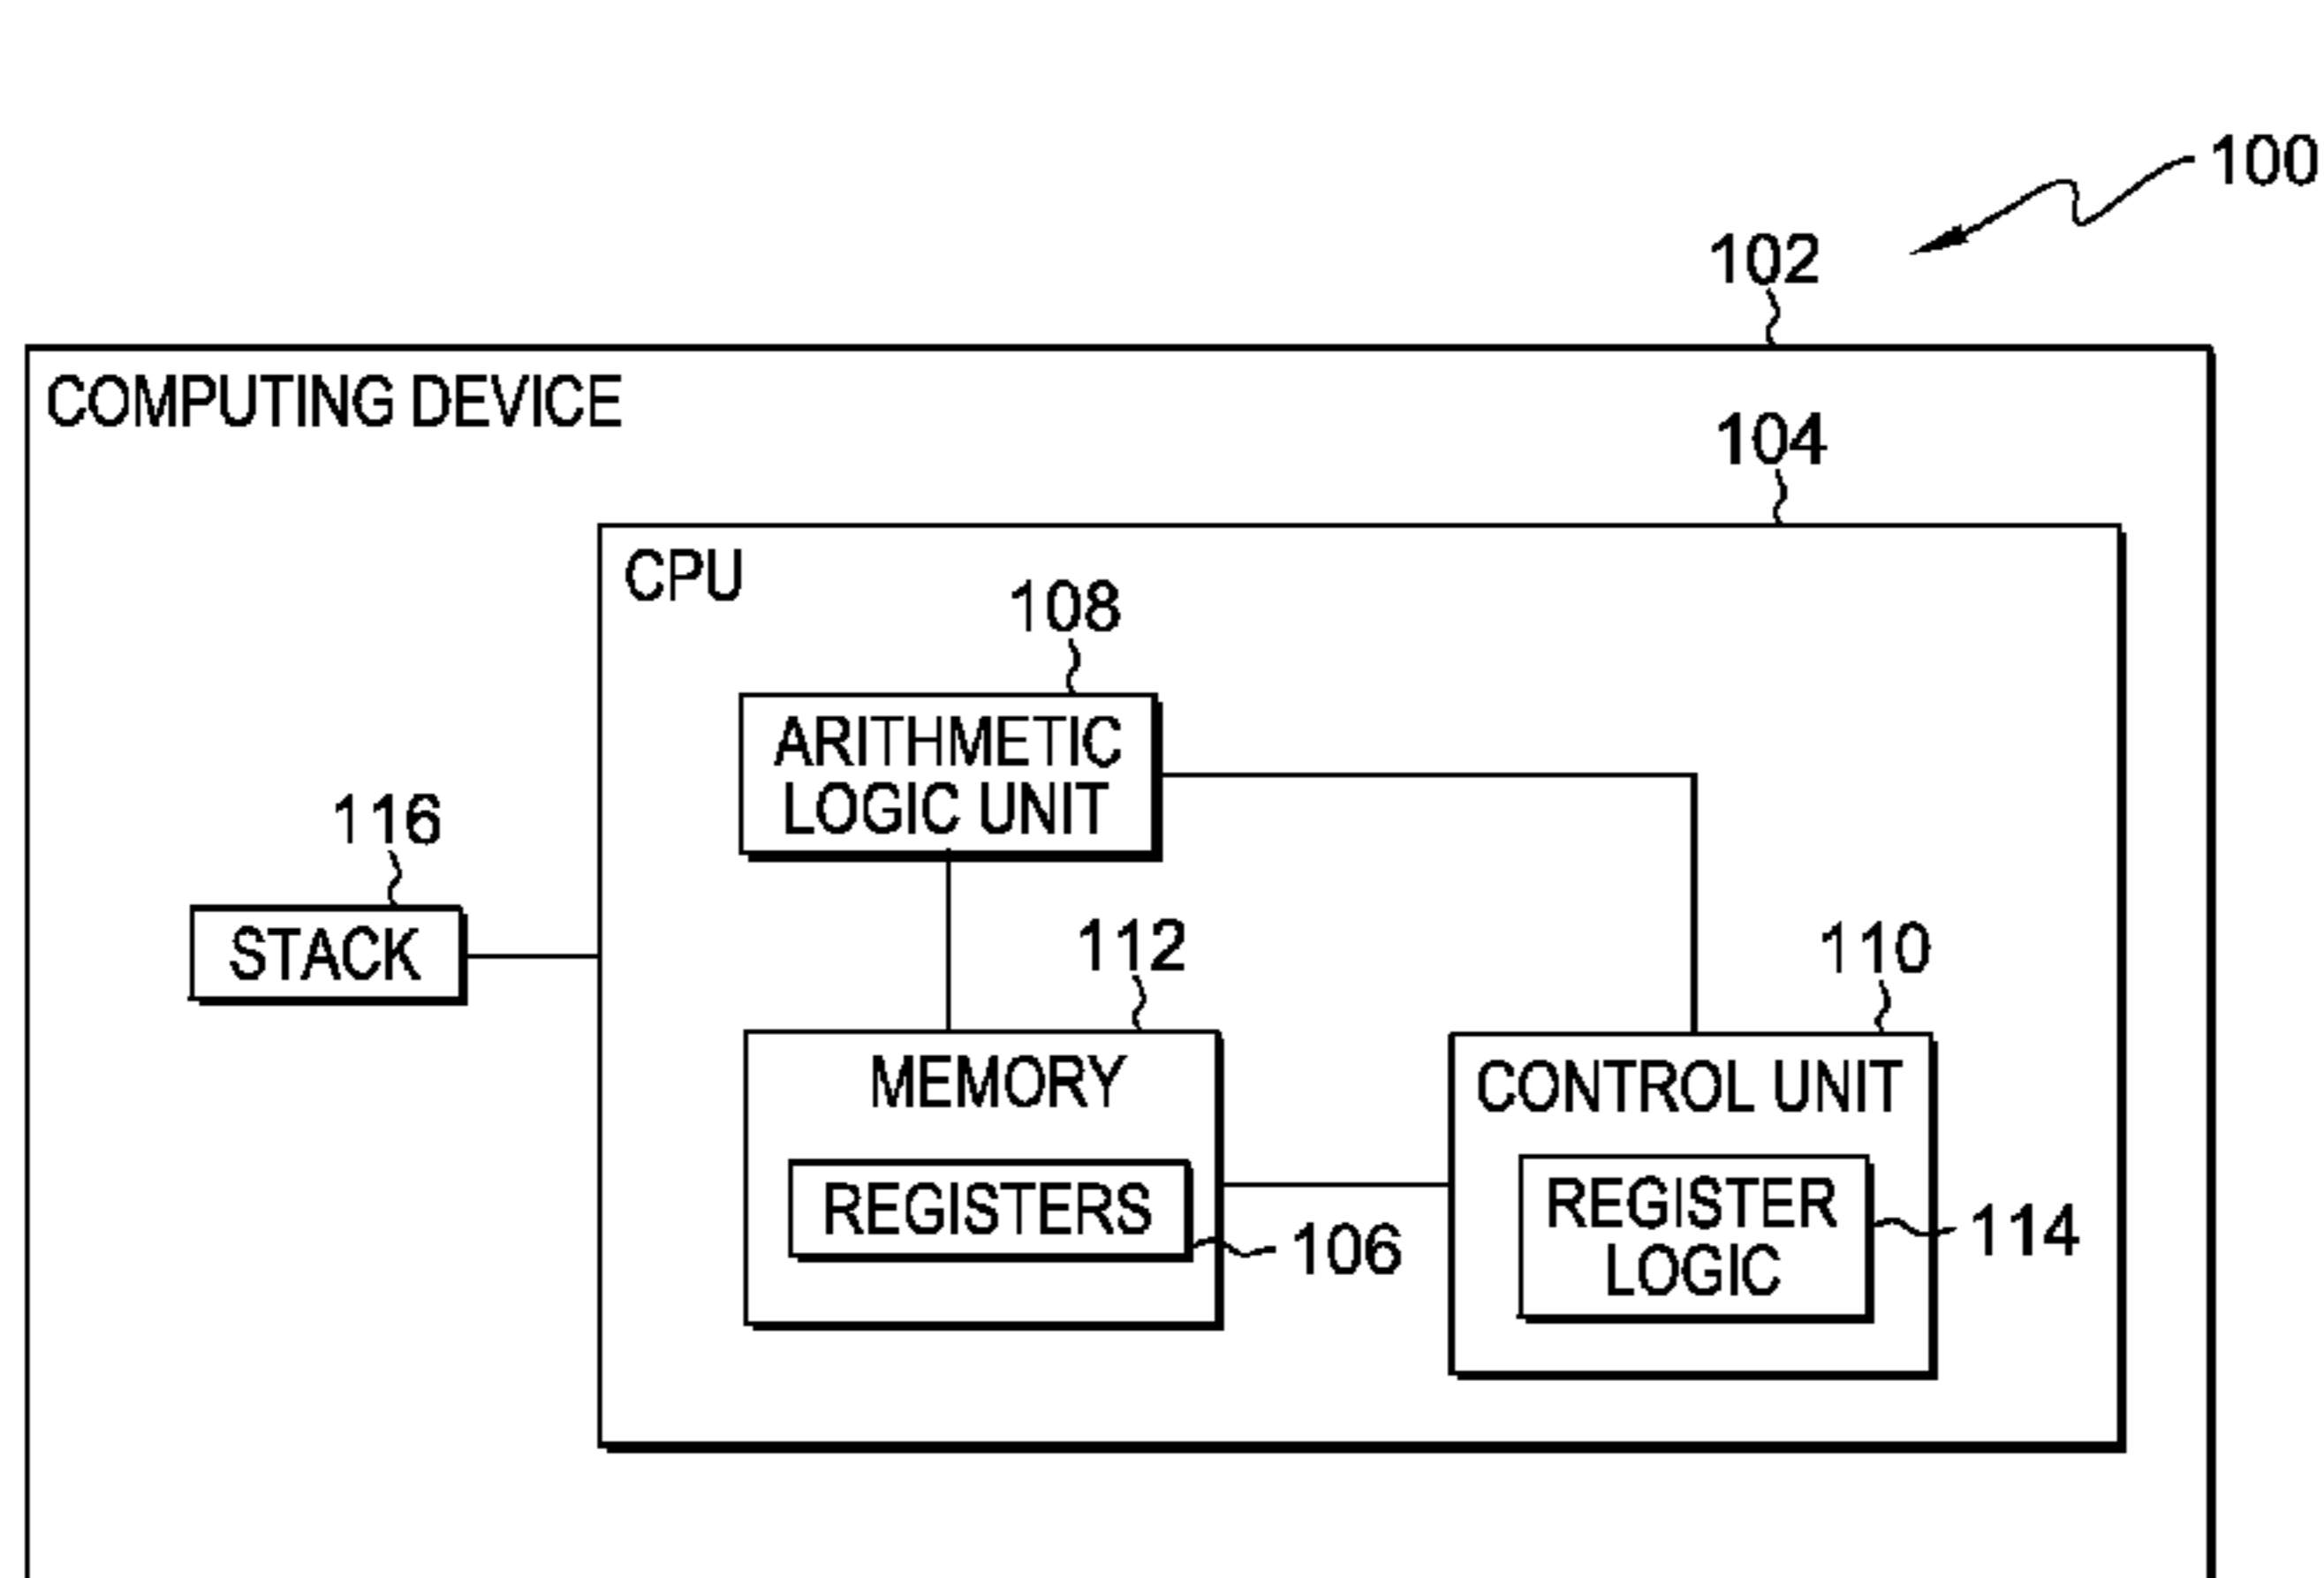 100
102
COMPUTING DEVICE
104
CPU
108
ARITHMETIC
LOGIC UNIT
116
STACK
112
MEMORY
REGISTERS
106
110
CONTROL UNIT
REGISTER
LOGIC
114